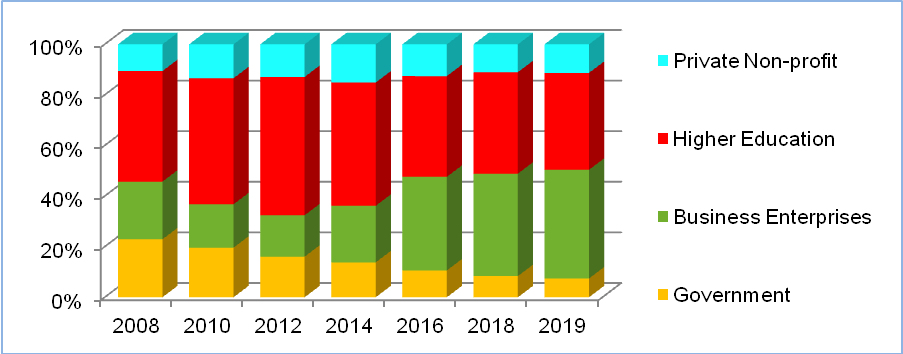 100%
80%
60%
40%
20%
0%
2008 2010 2012 2014 2016 2018 2019
Private Non-profit
Higher Education
Business Enterprises
Government